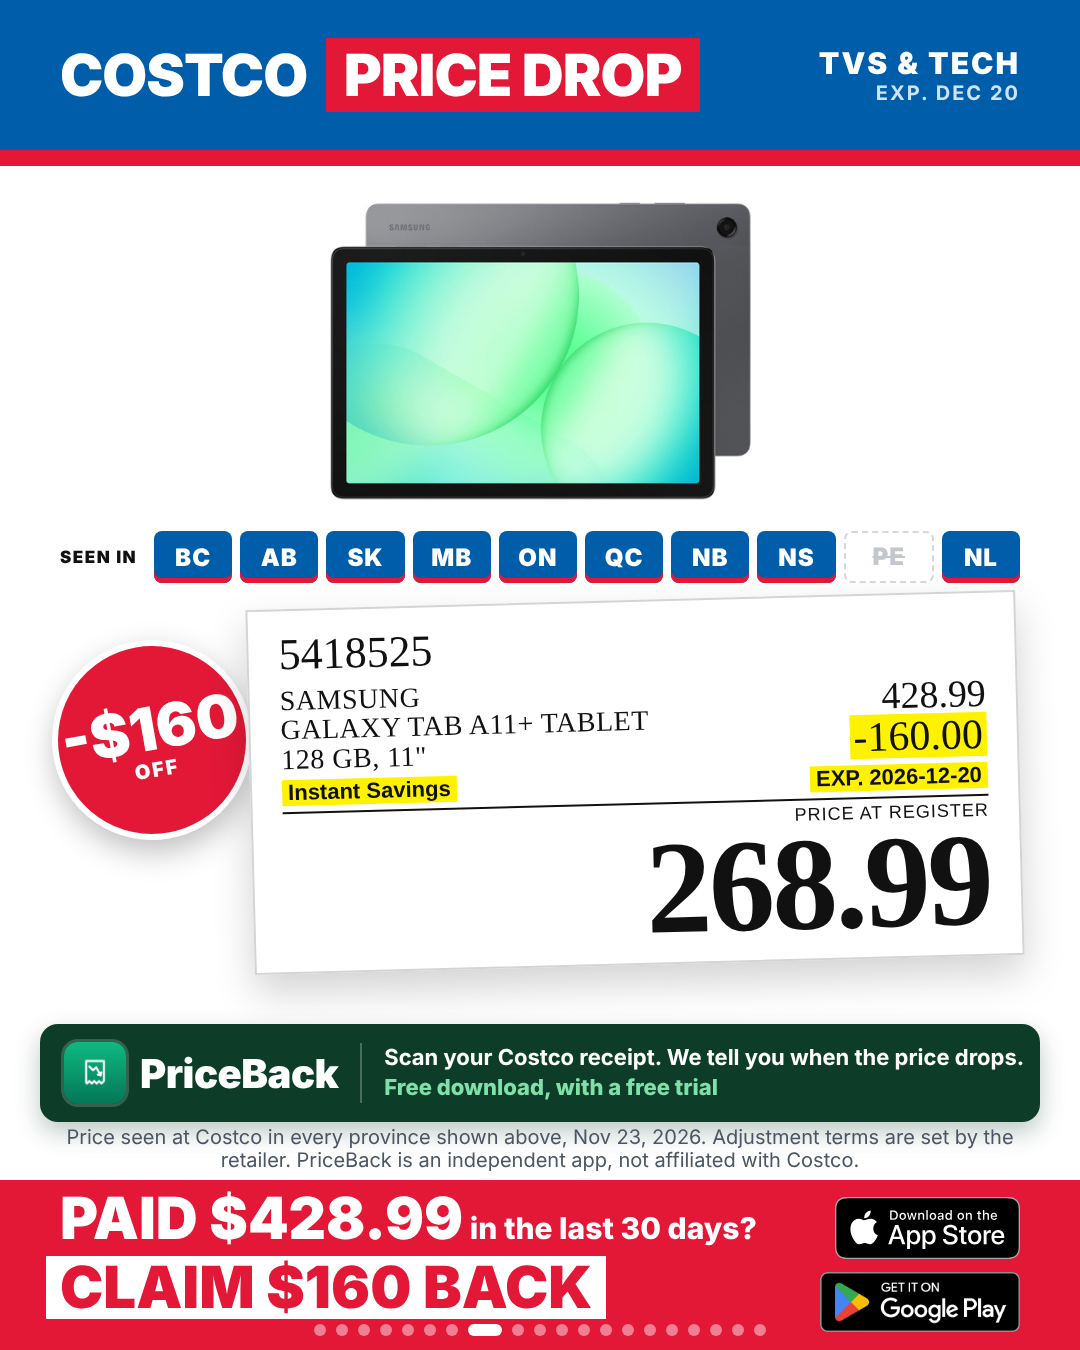 COSTCO PRICE DROP
TVS & TECH
EXP. DEC 20
SAMSUNG
SEEN IN BC AB SK MB ON QC NB NS PE NL
-$160
OFF
5418525
SAMSUNG
GALAXY TAB A11+ TABLET
128 GB, 11"
Instant Savings
428.99
-160.00
EXP. 2026-12-20
PRICE AT REGISTER
268.99
PriceBack
Scan your Costco receipt. We tell you when the price drops.
Free download, with a free trial
Price seen at Costco in every province shown above, Nov 23, 2026. Adjustment terms are set by the
retailer. PriceBack is an independent app, not affiliated with Costco.
PAID $428.99 in the last 30 days?
CLAIM $160 BACK
Download on the
App Store
GET IT ON
Google Play